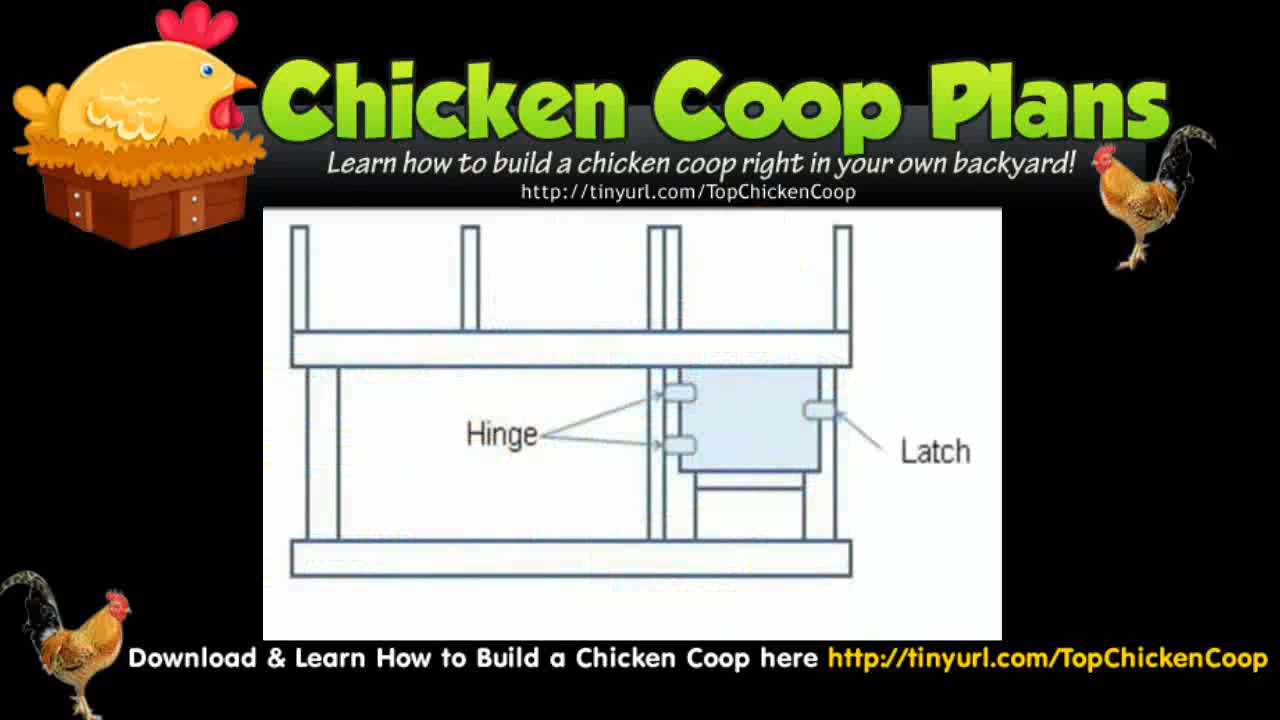 Chicken Coop Plans
Learn how to build a chicken coop right in your own backyard!
http://tinyurl.com/TopChickenCoop
Hinge
Latch
Download & Learn How to Build a Chicken Coop here http://tinyurl.com/TopChickenCoop